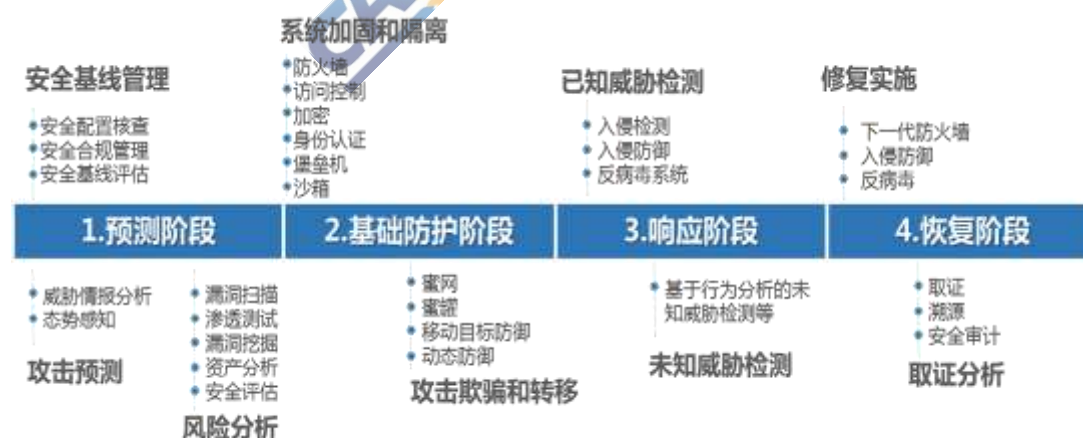 系统加固和隔离
防火墙
访问控制
加密
身份认证
堡垒机
沙箱
安全基线管理
安全配置核查
安全合规管理
安全基线评估
已知威胁检测
入侵检测
入侵防御
反病毒系统
修复实施
下一代防火墙
入侵防御
反病毒
1.预测阶段
2.基础防护阶段
3.响应阶段
4.恢复阶段
威胁情报分析
态势感知
攻击预测
漏洞扫描
渗透测试
漏洞挖掘
资产分析
安全评估
风险分析
蜜网
蜜罐
移动目标防御
动态防御
攻击欺骗和转移
基于行为分析的未
知威胁检测等
未知威胁检测
取证
溯源
安全审计
取证分析